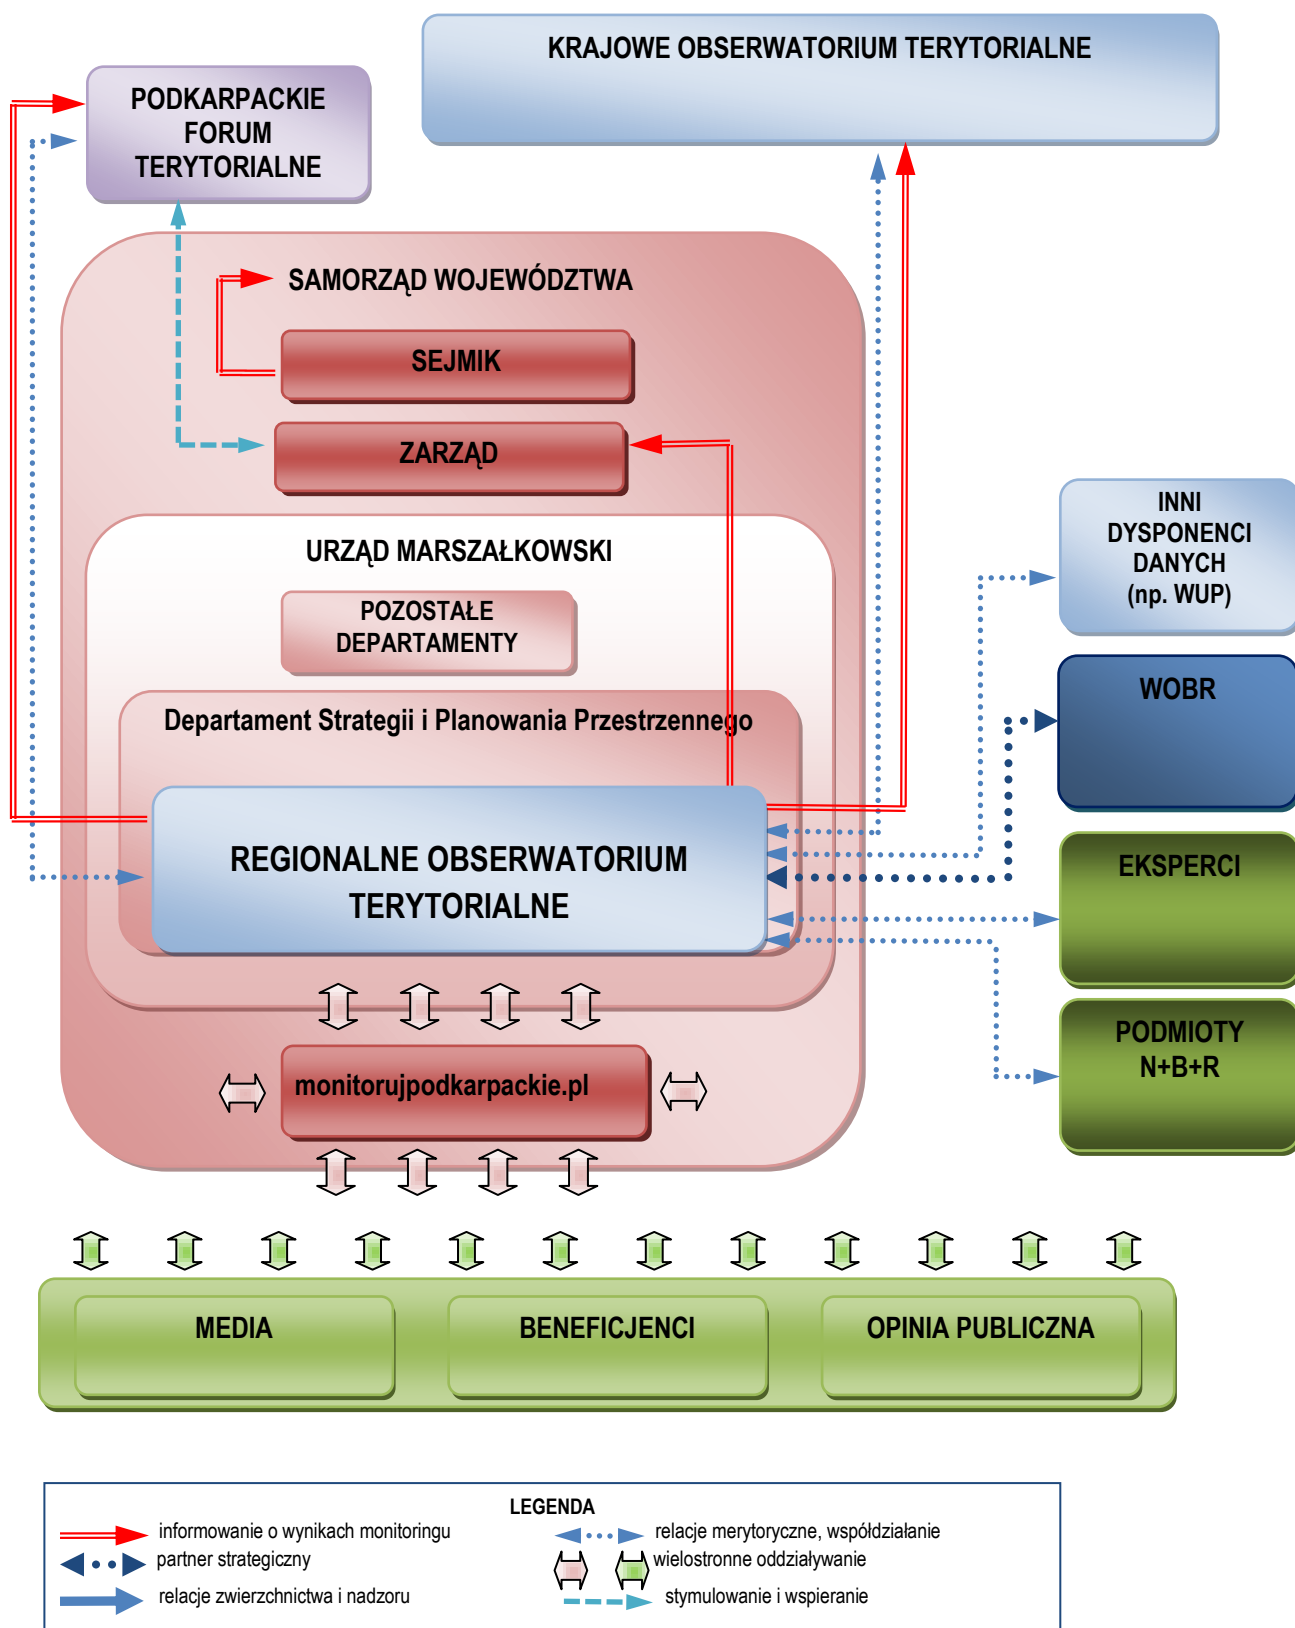 KRAJOWE OBSERWATORIUM TERYTORIALNE
PODKARPACKIE
FORUM
TERYTORIALNE
SAMORZĄD WOJEWÓDZTWA
SEJMIK
ZARZĄD
URZĄD MARSZAŁKOWSKI
POZOSTAŁE
DEPARTAMENTY
Departament Strategii i Planowania Przestrzennego
REGIONALNE OBSERWATORIUM
TERYTORIALNE
INNI
DYSPONENCI
DANYCH
(np. WUP)
WOBR
EKSPERCI
PODMIOTY
N+B+R
monitorujpodkarpackie.pl
MEDIA
BENEFICJENCI
OPINIA PUBLICZNA
LEGENDA
informowanie o wynikach monitoringu
partner strategiczny
relacje zwierzchnictwa i nadzoru
relacje merytoryczne, współdziałanie
wielostronne oddziaływanie
stymulowanie i wspieranie